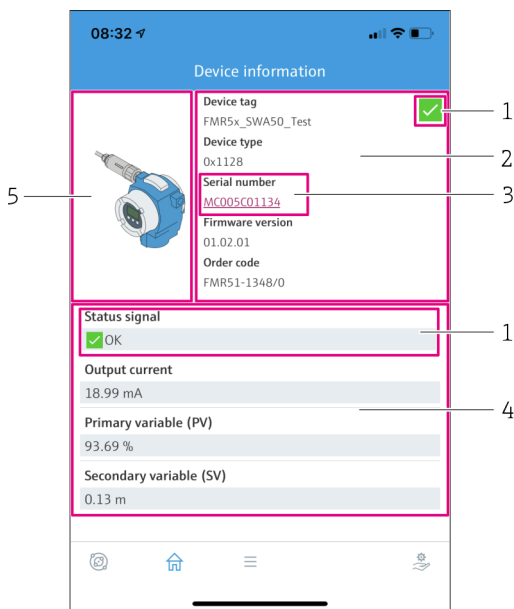 08:32
Device information
Device tag
FMR5x_SWA50_Test
Device type
0x1128
Serial number
MC005C01134
Firmware version
01.02.01
Order code
FMR51-1348/0
1
2
3
5
Status signal
OK
1
Output current
18.99 mA
4
Primary variable (PV)
93.69 %
Secondary variable (SV)
0.13 m